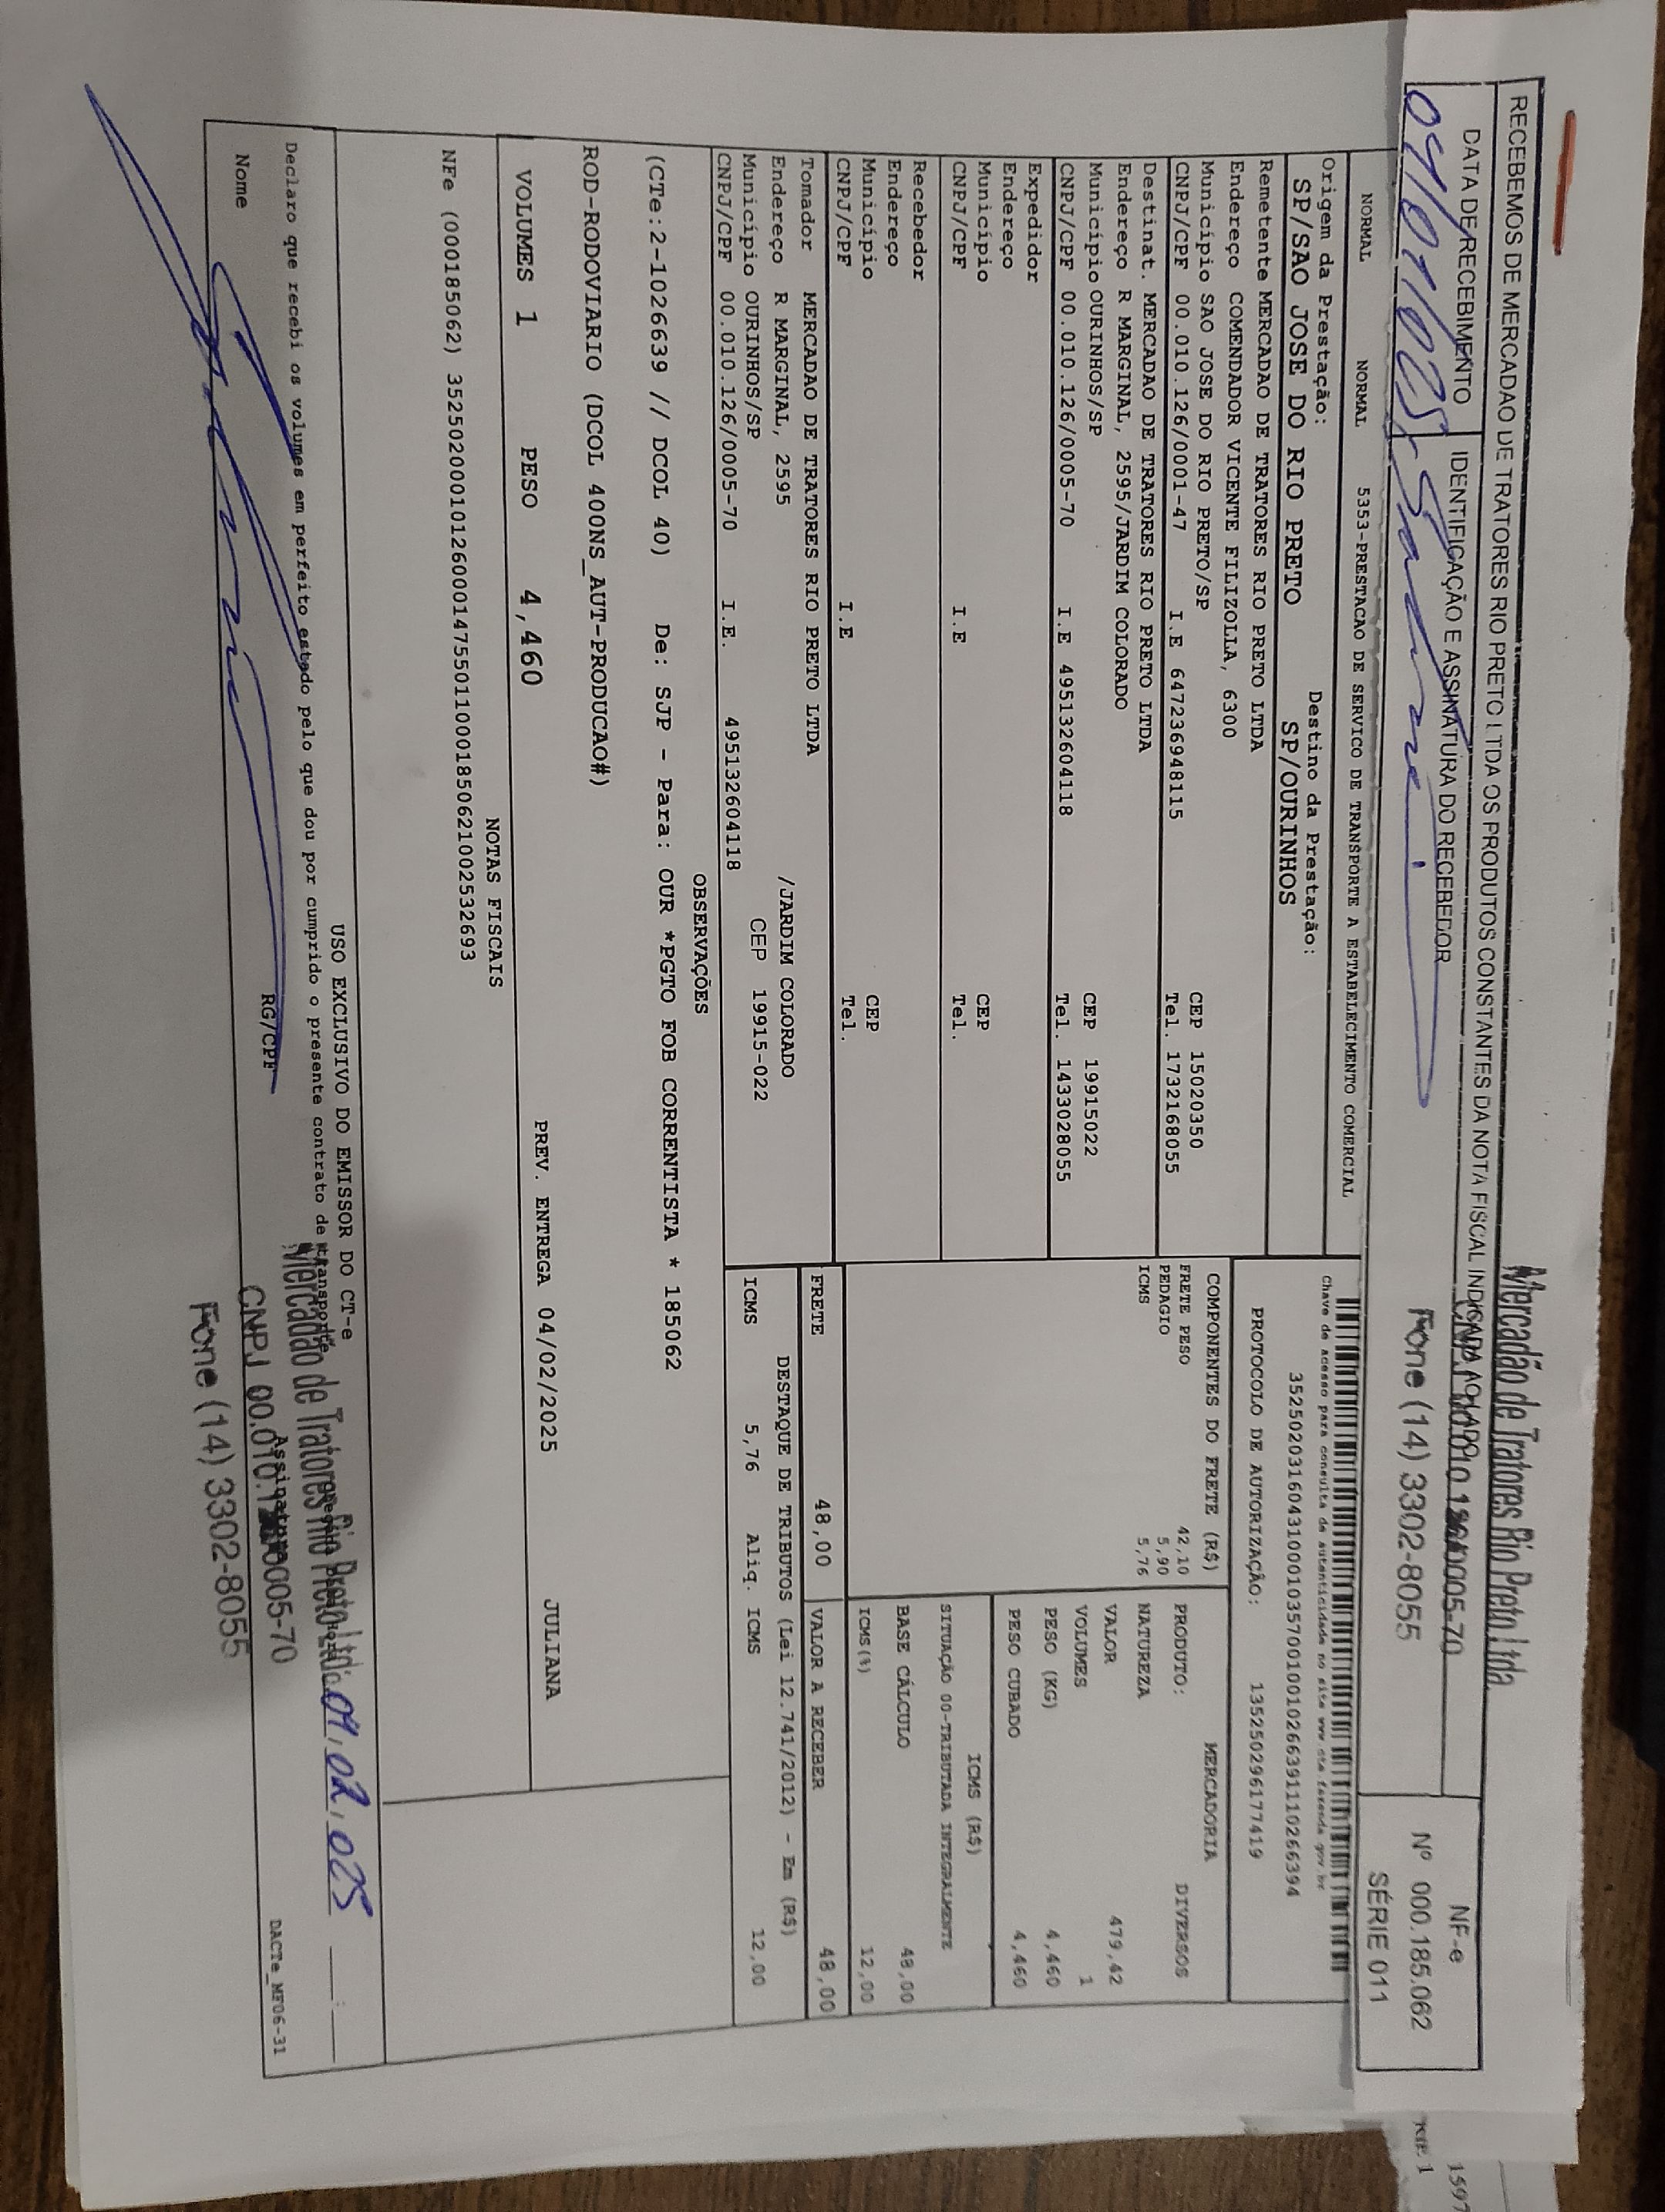 RECEBEMOS DE MERCADAO DE TRATORES RIO PRETO LTDA OS PRODUTOS CONSTANTES DA NOTA FISCAL INDICADA AO LADO
DATA DE RECEBIMENTO
IDENTIFICAÇÃO E ASSINATURA DO RECEBEDOR
NF-e
Nº 000.185.062
SÉRIE 011
Mercadão de Tratores Rio Preto Ltda.
Fone (14) 3302-8055
NORMAL NORMAL 5353-PRESTACAO DE SERVICO DE TRANSPORTE A ESTABELECIMENTO COMERCIAL
Chave de acesso para consulta de autenticidade no site www.cte.fazenda.gov.br
Origem da Prestação: Destino da Prestação:
SP/SAO JOSE DO RIO PRETO SP/OURINHOS
PROTOCOLO DE AUTORIZAÇÃO: 135250296177419
Remetente MERCADAO DE TRATORES RIO PRETO LTDA
Endereço COMENDADOR VICENTE FILIZOLLA, 6300
Município SAO JOSE DO RIO PRETO/SP CEP 15020350
CNPJ/CPF 00.010.126/0001-47 I.E 647236948115 Tel. 1732168055
Destinat. MERCADAO DE TRATORES RIO PRETO LTDA
Endereço R MARGINAL, 2595/JARDIM COLORADO
Município OURINHOS/SP CEP 19915022
CNPJ/CPF 00.010.126/0005-70 I.E 495132604118 Tel. 1433028055
Expedidor
Endereço
Município CEP
CNPJ/CPF I.E Tel.
Recebedor
Endereço
Município CEP
CNPJ/CPF I.E Tel.
Tomador MERCADAO DE TRATORES RIO PRETO LTDA
Endereço R MARGINAL, 2595 /JARDIM COLORADO
Município OURINHOS/SP CEP 19915-022
CNPJ/CPF 00.010.126/0005-70 I.E. 495132604118
COMPONENTES DO FRETE (R$)
FRETE PESO 42,10
PEDAGIO 5,90
ICMS 5,76
MERCADORIA
PRODUTO: DIVERSOS
NATUREZA
VALOR 479,42
VOLUMES 1
PESO (KG) 4,460
PESO CUBADO 4,460
ICMS (R$)
SITUAÇÃO 00-TRIBUTADA INTEGRALMENTE
BASE CÁLCULO 48,00
ICMS(%) 12,00
FRETE 48,00 VALOR A RECEBER 48,00
DESTAQUE DE TRIBUTOS (Lei 12.741/2012) - Em (R$)
ICMS 5,76 Aliq. ICMS 12,00
OBSERVAÇÕES
(CTe:2-1026639 // DCOL 40) De: SJP - Para: OUR *PGTO FOB CORRENTISTA * 185062
ROD-RODOVIARIO (DCOL 400NS_AUT-PRODUCAO#)
VOLUMES 1 PESO 4,460 PREV. ENTREGA 04/02/2025 JULIANA
NOTAS FISCAIS
NFe (000185062) 35250200010126000147550110001850621002532693
USO EXCLUSIVO DO EMISSOR DO CT-e
Declaro que recebi os volumes em perfeito estado pelo que dou por cumprido o presente contrato de transporte
Nome RG/CPF Assinatura
Mercadão de Tratores Rio Preto Ltda.
CNPJ 00.010.126/0005-70
Fone (14) 3302-8055
DACTe_MF06-31